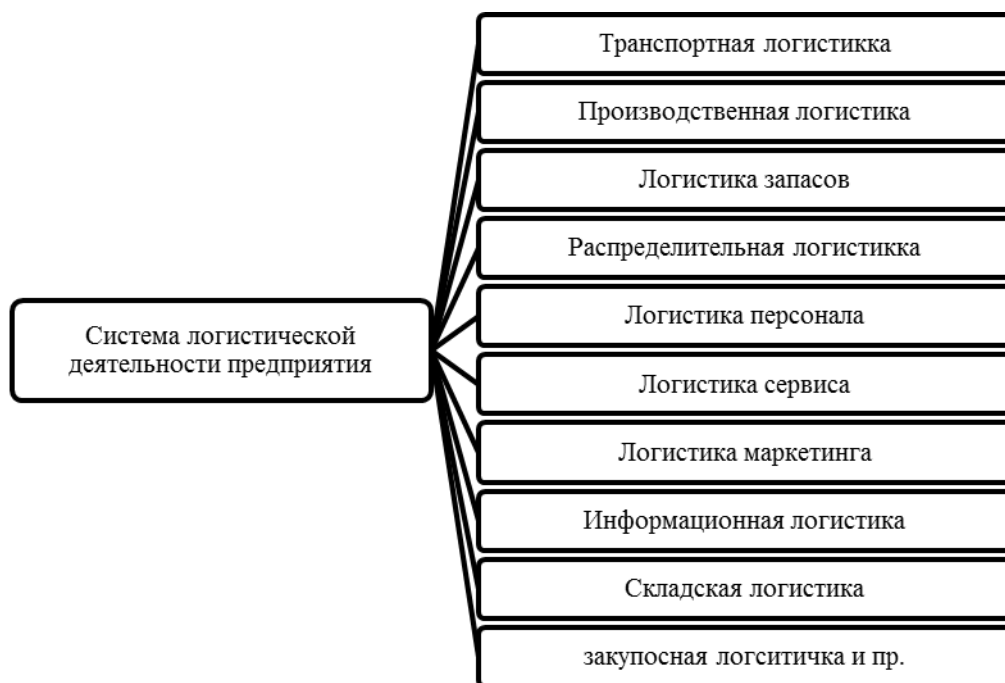 Транспортная логистикка
Производственная логистика
Логистика запасов
Распределительная логистикка
Логистика персонала
Система логистической
деятельности предприятия
Логистика сервиса
Логистика маркетинга
Информационная логистика
Складская логистика
закупосная логситичка и пр.